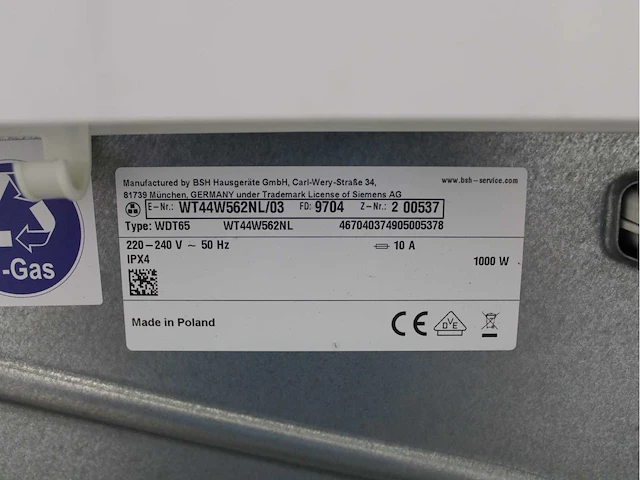 Manufactured by BSH Hausgeräte GmbH, Carl-Wery-Straße 34,
www.bsh-service.com
81739 München, GERMANY under Trademark License of Siemens AG
E-Nr.: WT44W562NL/03 FD: 9704 Z-Nr.: 2 00537
Type: WDT65 WT44W562NL 467040374905005378
220-240 V ~ 50 Hz 10 A
IPX4 1000 W
Made in Poland
CE DVE
-Gas